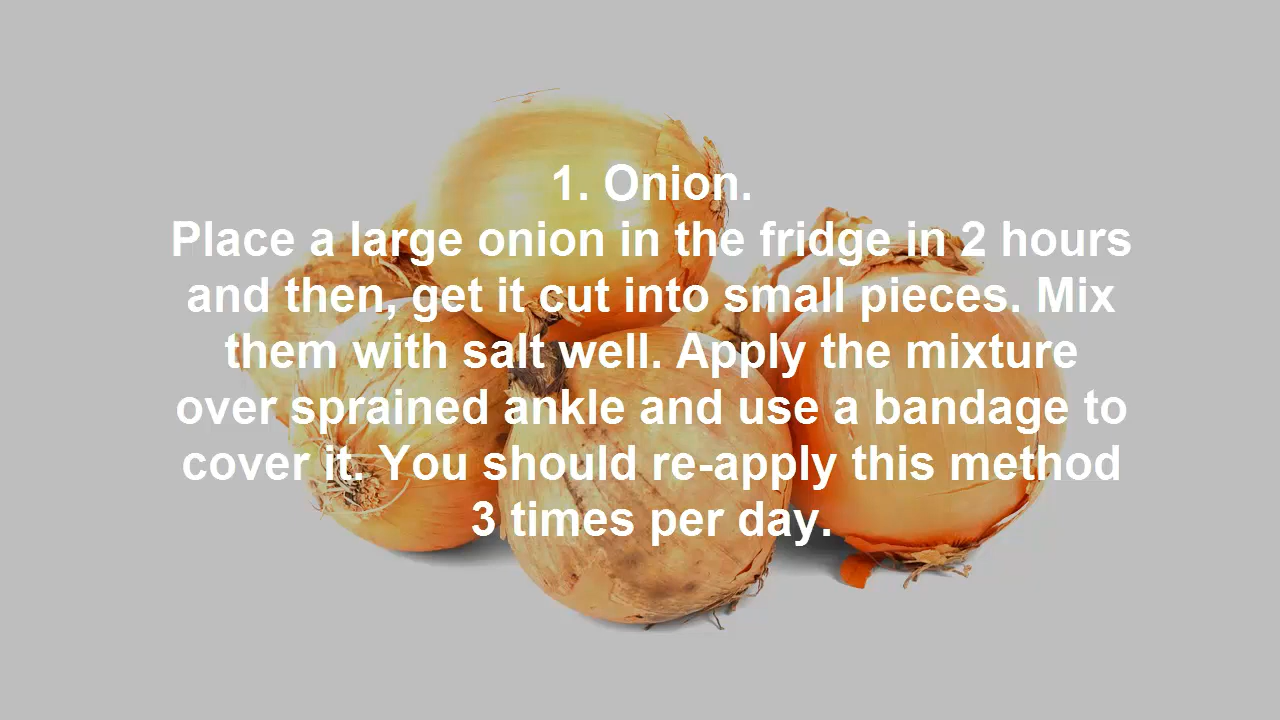 1. Onion.
Place a large onion in the fridge in 2 hours
and then, get it cut into small pieces. Mix
them with salt well. Apply the mixture
over sprained ankle and use a bandage to
cover it. You should re-apply this method
3 times per day.